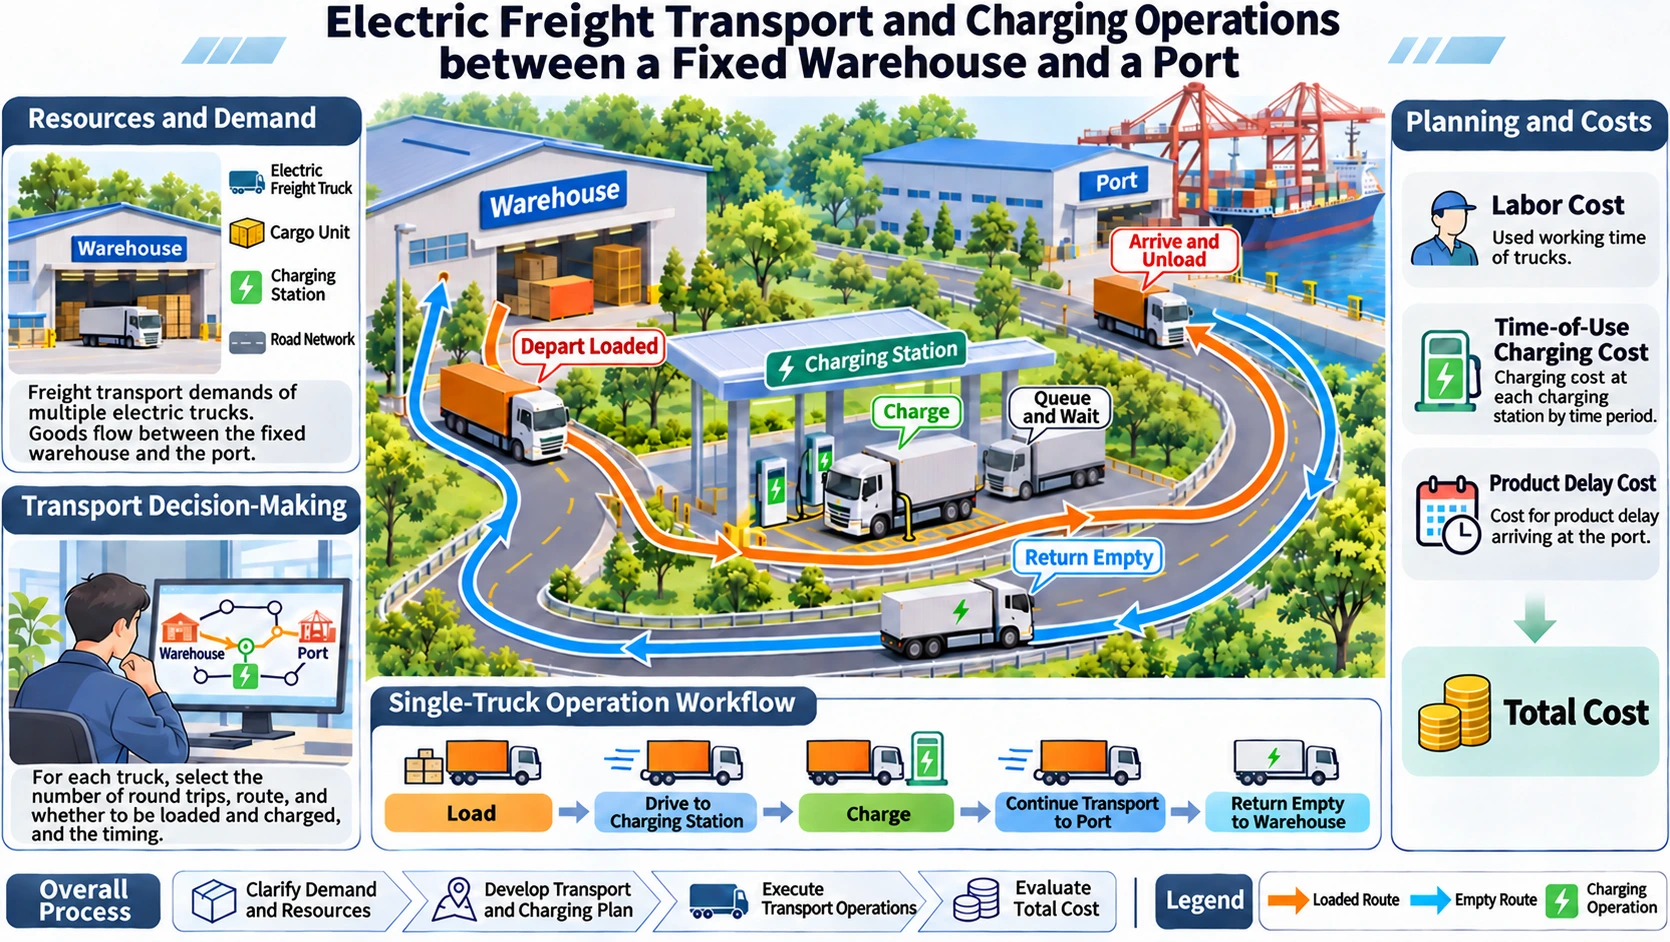 Electric Freight Transport and Charging Operations
between a Fixed Warehouse and a Port
Resources and Demand
Warehouse
Electric
Freight Truck
Cargo Unit
Charging
Station
Road Network
Freight transport demands of
multiple electric trucks.
Goods flow between the fixed
warehouse and the port.
Transport Decision-Making
Warehouse
Port
For each truck, select the
number of round trips, route, and
whether to be loaded and charged,
and the timing.
Warehouse
Port
Arrive and
Unload
Depart Loaded
Charging Station
Charge
Queue
and Wait
Return Empty
Single-Truck Operation Workflow
Load
Drive to
Charging Station
Charge
Continue Transport
to Port
Return Empty
to Warehouse
Planning and Costs
Labor Cost
Used working time
of trucks.
Time-of-Use
Charging Cost
Charging cost at
each charging
station by time period.
Product Delay Cost
Cost for product delay
arriving at the port.
Total Cost
Overall
Process
Clarify Demand
and Resources
Develop Transport
and Charging Plan
Execute
Transport Operations
Evaluate
Total Cost
Legend
Loaded Route
Empty Route
Charging
Operation